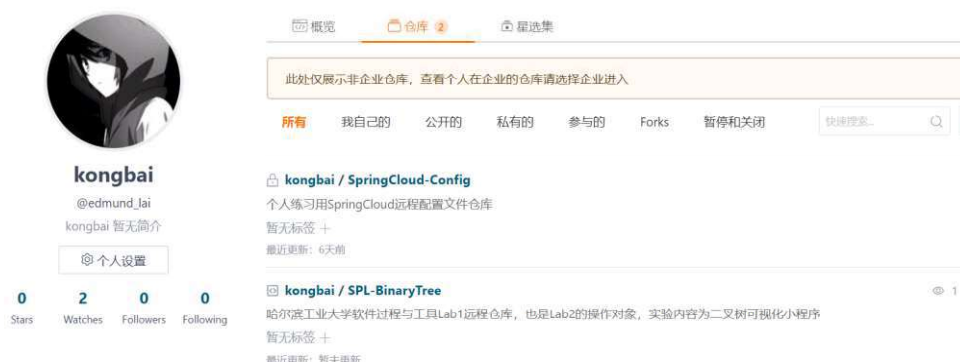 概览
仓库 2
星选集
此处仅展示非企业仓库，查看个人在企业的仓库请选择企业进入
所有 我自己的 公开的 私有的 参与的 Forks 暂停和关闭 快速搜索...
kongbai
@edmund_lai
kongbai 暂无简介
个人设置
0 2 0 0
Stars Watches Followers Following
kongbai / SpringCloud-Config
个人练习用SpringCloud远程配置文件仓库
暂无标签 +
最近更新：6天前
kongbai / SPL-BinaryTree 1
哈尔滨工业大学软件过程与工具Lab1远程仓库，也是Lab2的操作对象，实验内容为二叉树可视化小程序
暂无标签 +
最近更新：暂未更新